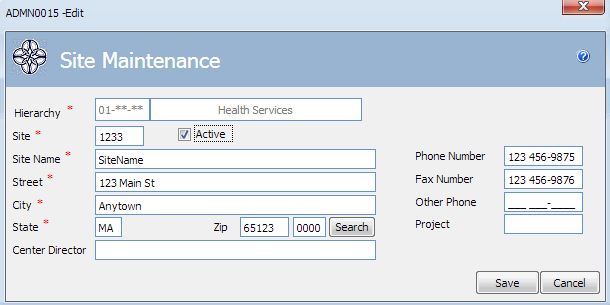 ADMN0015 -Edit
Site Maintenance
Hierarchy * 01-**-** Health Services
Site * 1233 Active
Site Name * SiteName
Phone Number 123 456-9875
Street * 123 Main St
Fax Number 123 456-9876
City * Anytown
Other Phone ___ ___-____
State * MA Zip 65123 0000 Search
Project
Center Director
Save Cancel